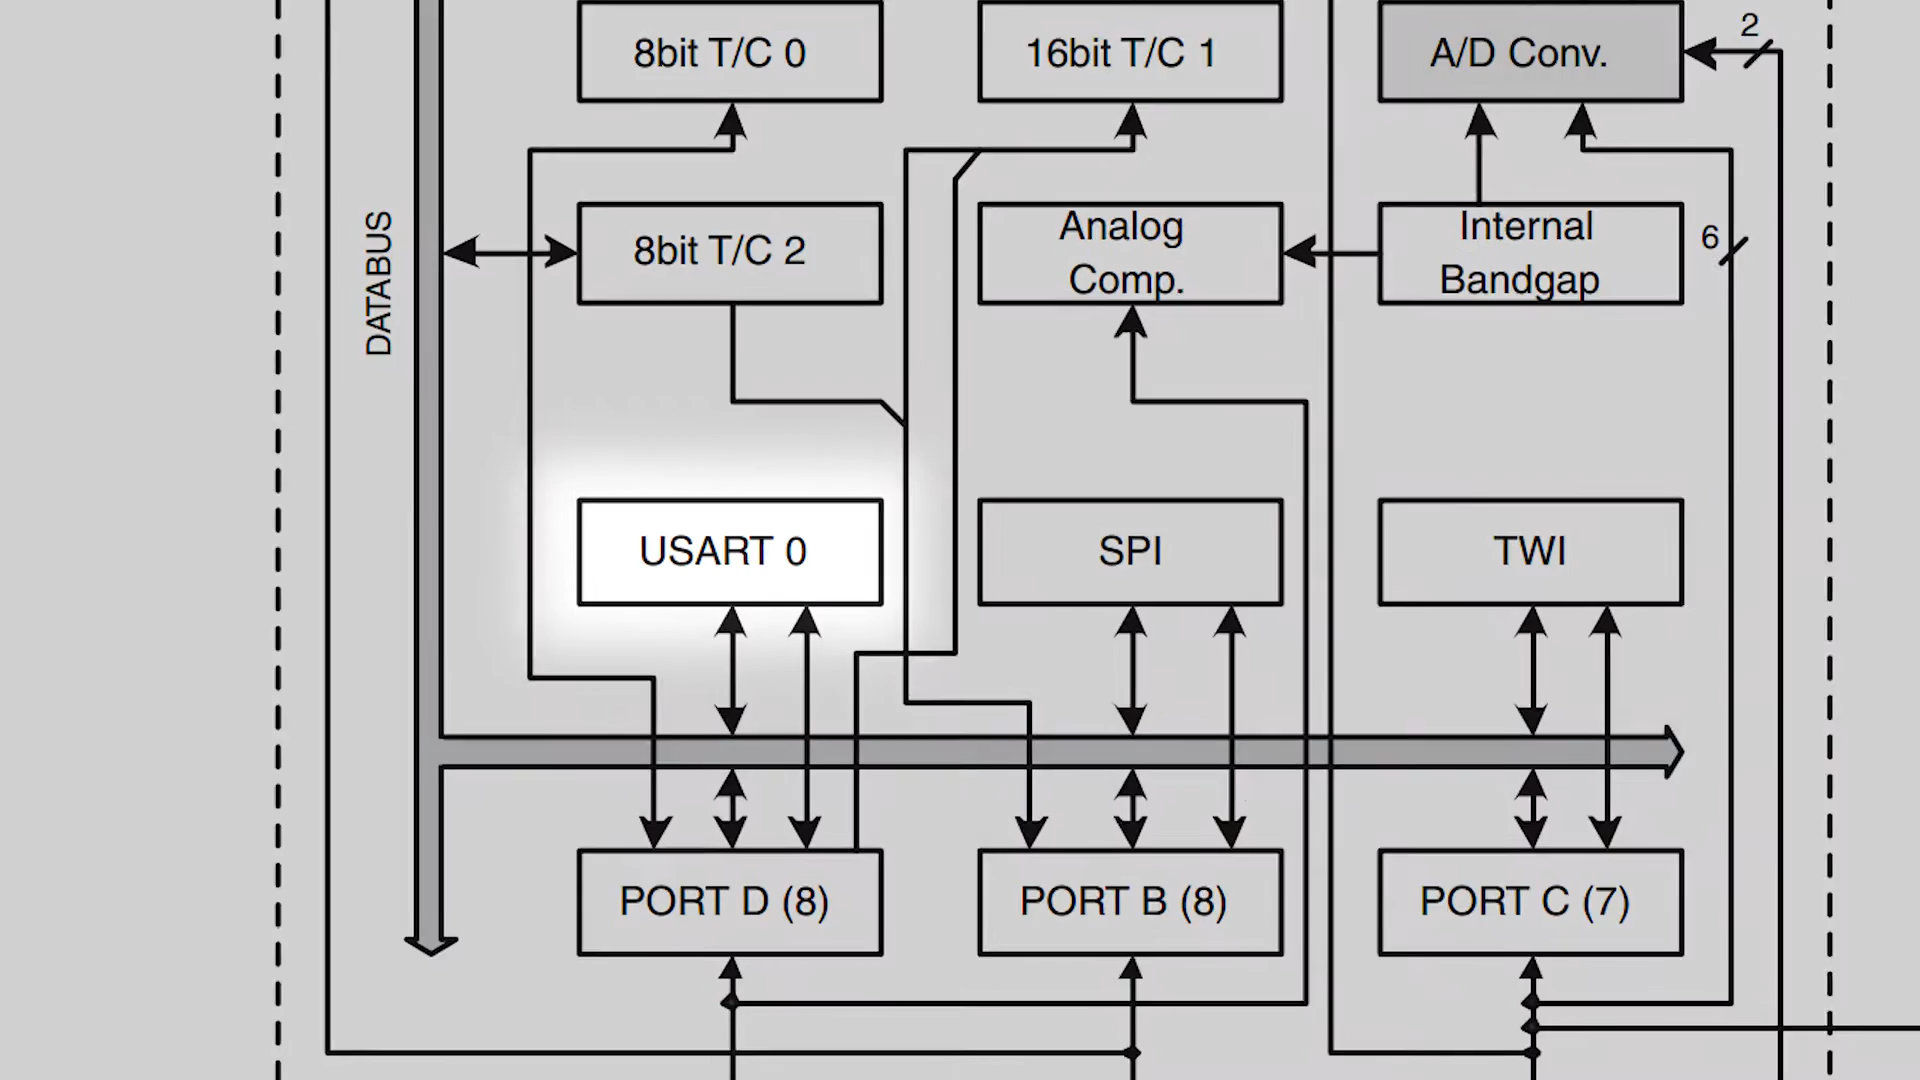 8bit T/C 0
16bit T/C 1
A/D Conv.
2
DATABUS
8bit T/C 2
Analog
Comp.
Internal
Bandgap
6
USART 0
SPI
TWI
PORT D (8)
PORT B (8)
PORT C (7)